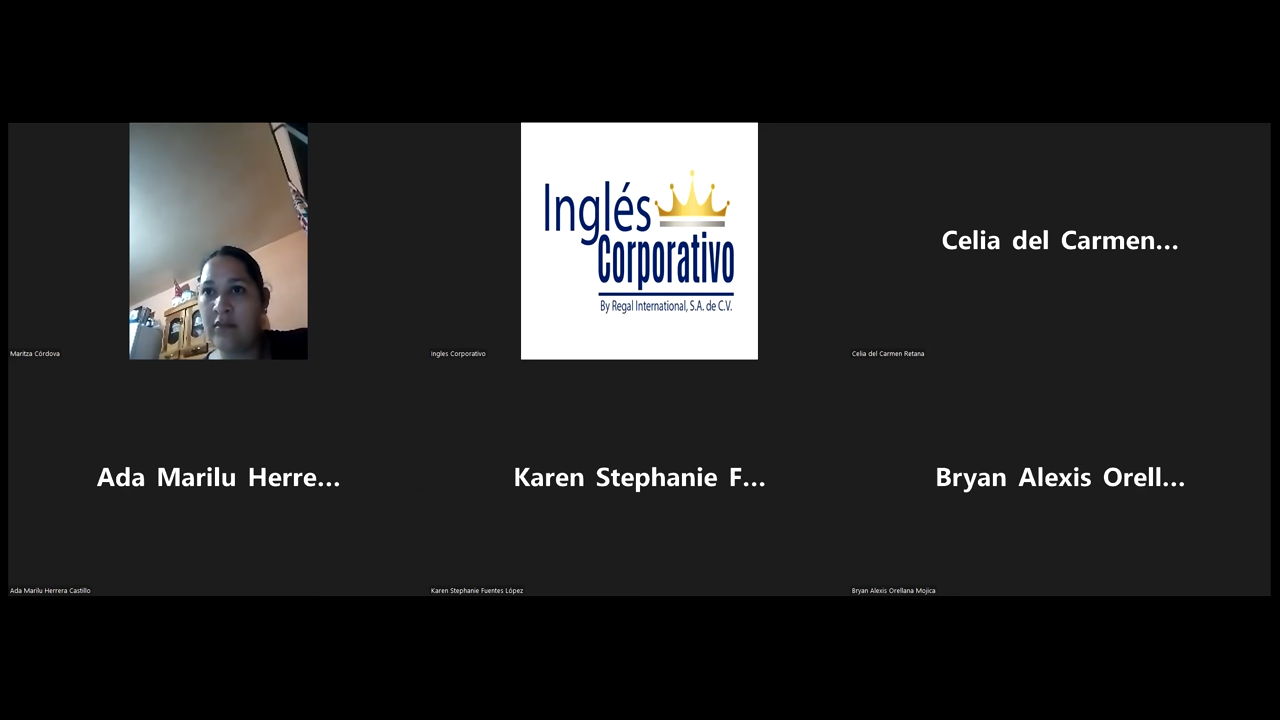 Inglés
Corporativo
By Regal International, S.A. de C.V.
Celia del Carmen...
Maritza Córdova
Ingles Corporativo
Celia del Carmen Retana
Ada Marilu Herre...
Karen Stephanie F...
Bryan Alexis Orell...
Ada Marilu Herrera Castillo
Karen Stephanie Fuentes López
Bryan Alexis Orellana Mojica